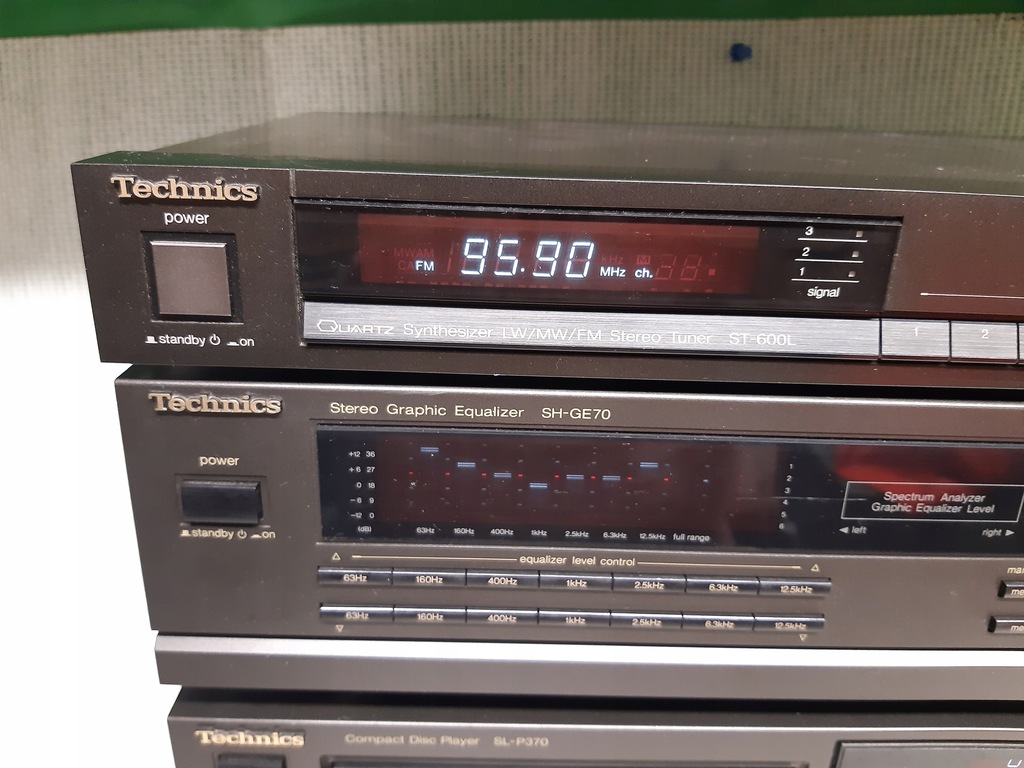 Technics
power
standby on
MW AM
FM 95.90 kHz MHz ch.
3
2
1
signal
QUARTZ Synthesizer LW/MW/FM Stereo Tuner ST-600L
1 2
Technics
Stereo Graphic Equalizer SH-GE70
power
standby on
+12 36
+6 27
0 18
-6 9
-12 0
(dB)
63Hz 160Hz 400Hz 1kHz 2.5kHz 6.3kHz 12.5kHz full range
1
2
3
4
5
6
Spectrum Analyzer
Graphic Equalizer Level
left right
equalizer level control
63Hz 160Hz 400Hz 1kHz 2.5kHz 6.3kHz 12.5kHz
63Hz 160Hz 400Hz 1kHz 2.5kHz 6.3kHz 12.5kHz
Technics
Compact Disc Player SL-P370